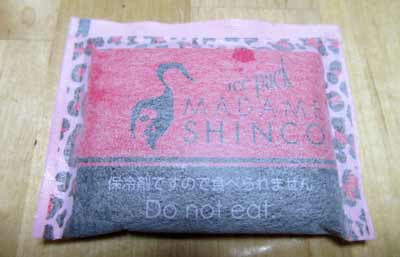 ice pack
MADAME
SHINCO
保冷剤ですので食べられません
Do not eat.